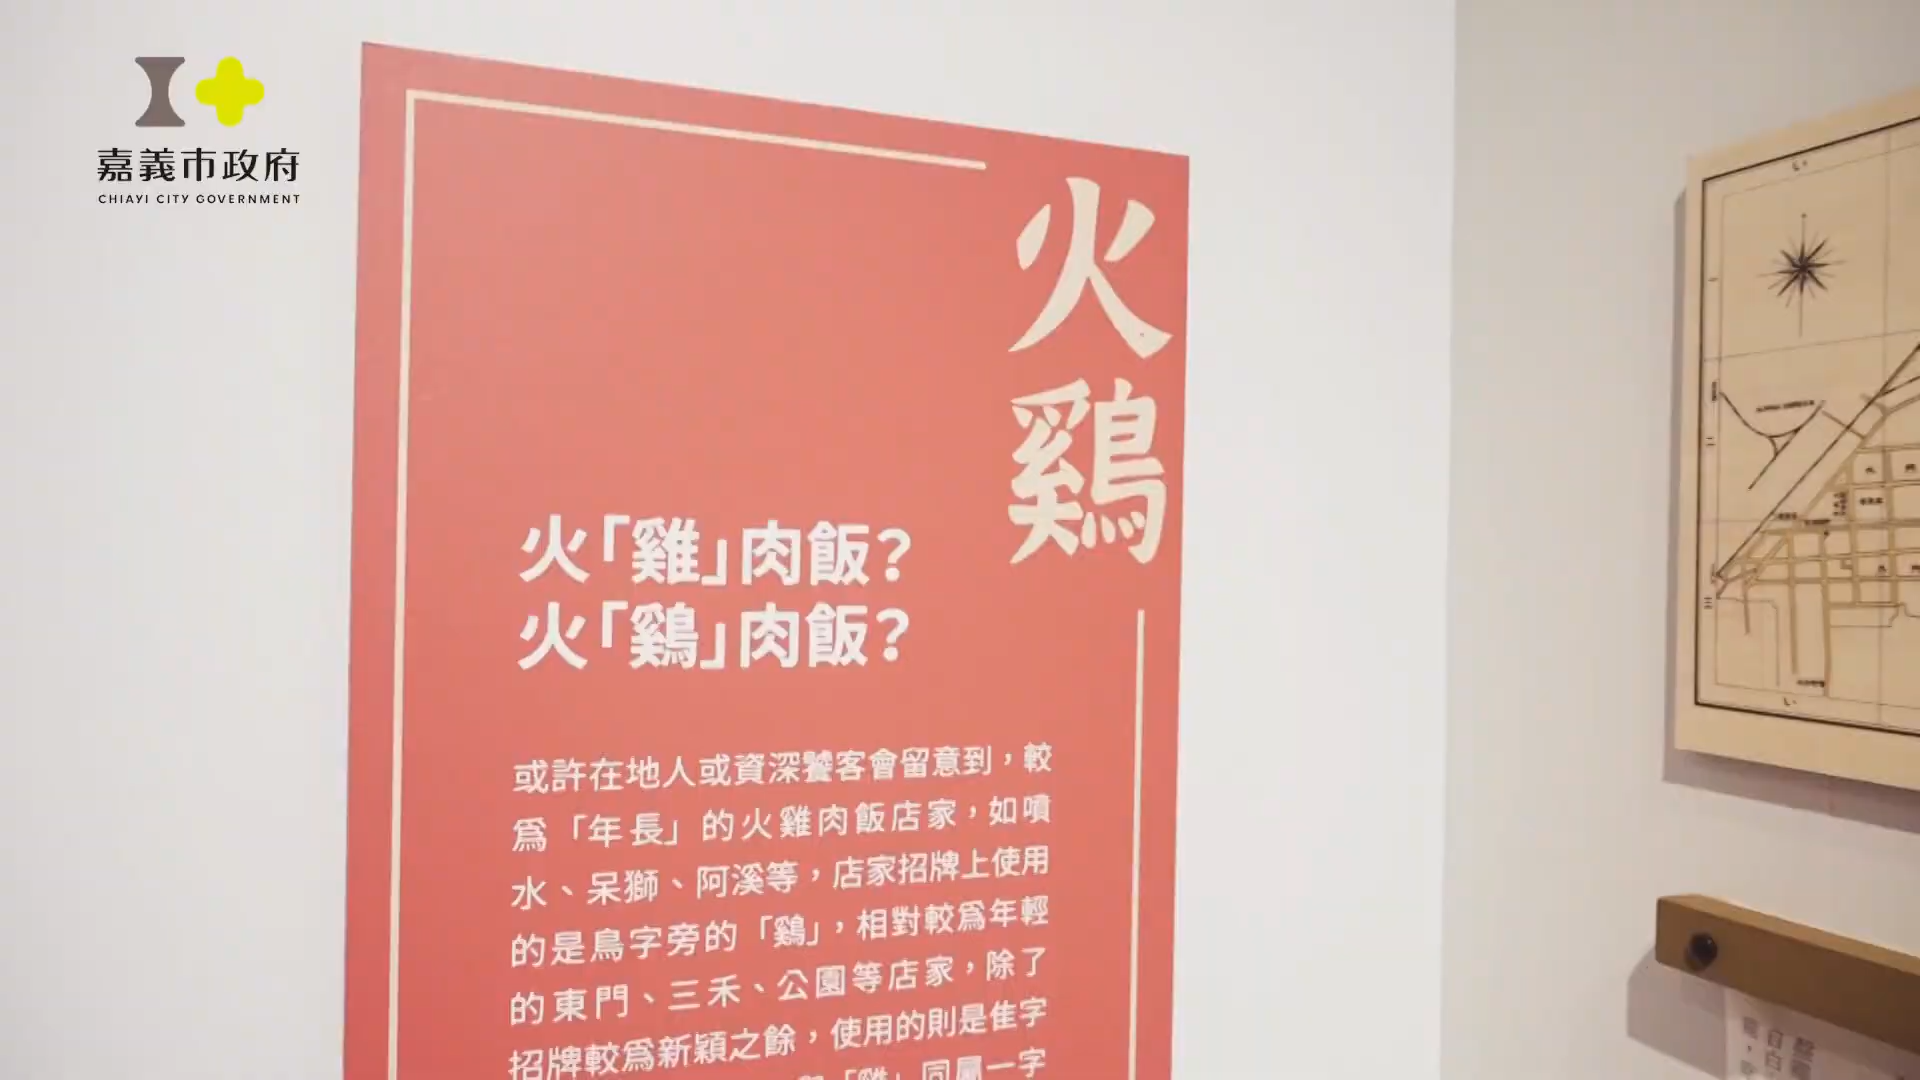 嘉義市政府
CHIAYI CITY GOVERNMENT
火鷄
火「雞」肉飯？
火「鷄」肉飯？
或許在地人或資深饕客會留意到，較
為「年長」的火雞肉飯店家，如噴
水、呆獅、阿溪等，店家招牌上使用
的是鳥字旁的「鷄」，相對較為年輕
的東門、三禾、公園等店家，除了
招牌較為新穎之餘，使用的則是隹字
「雞」同屬一字